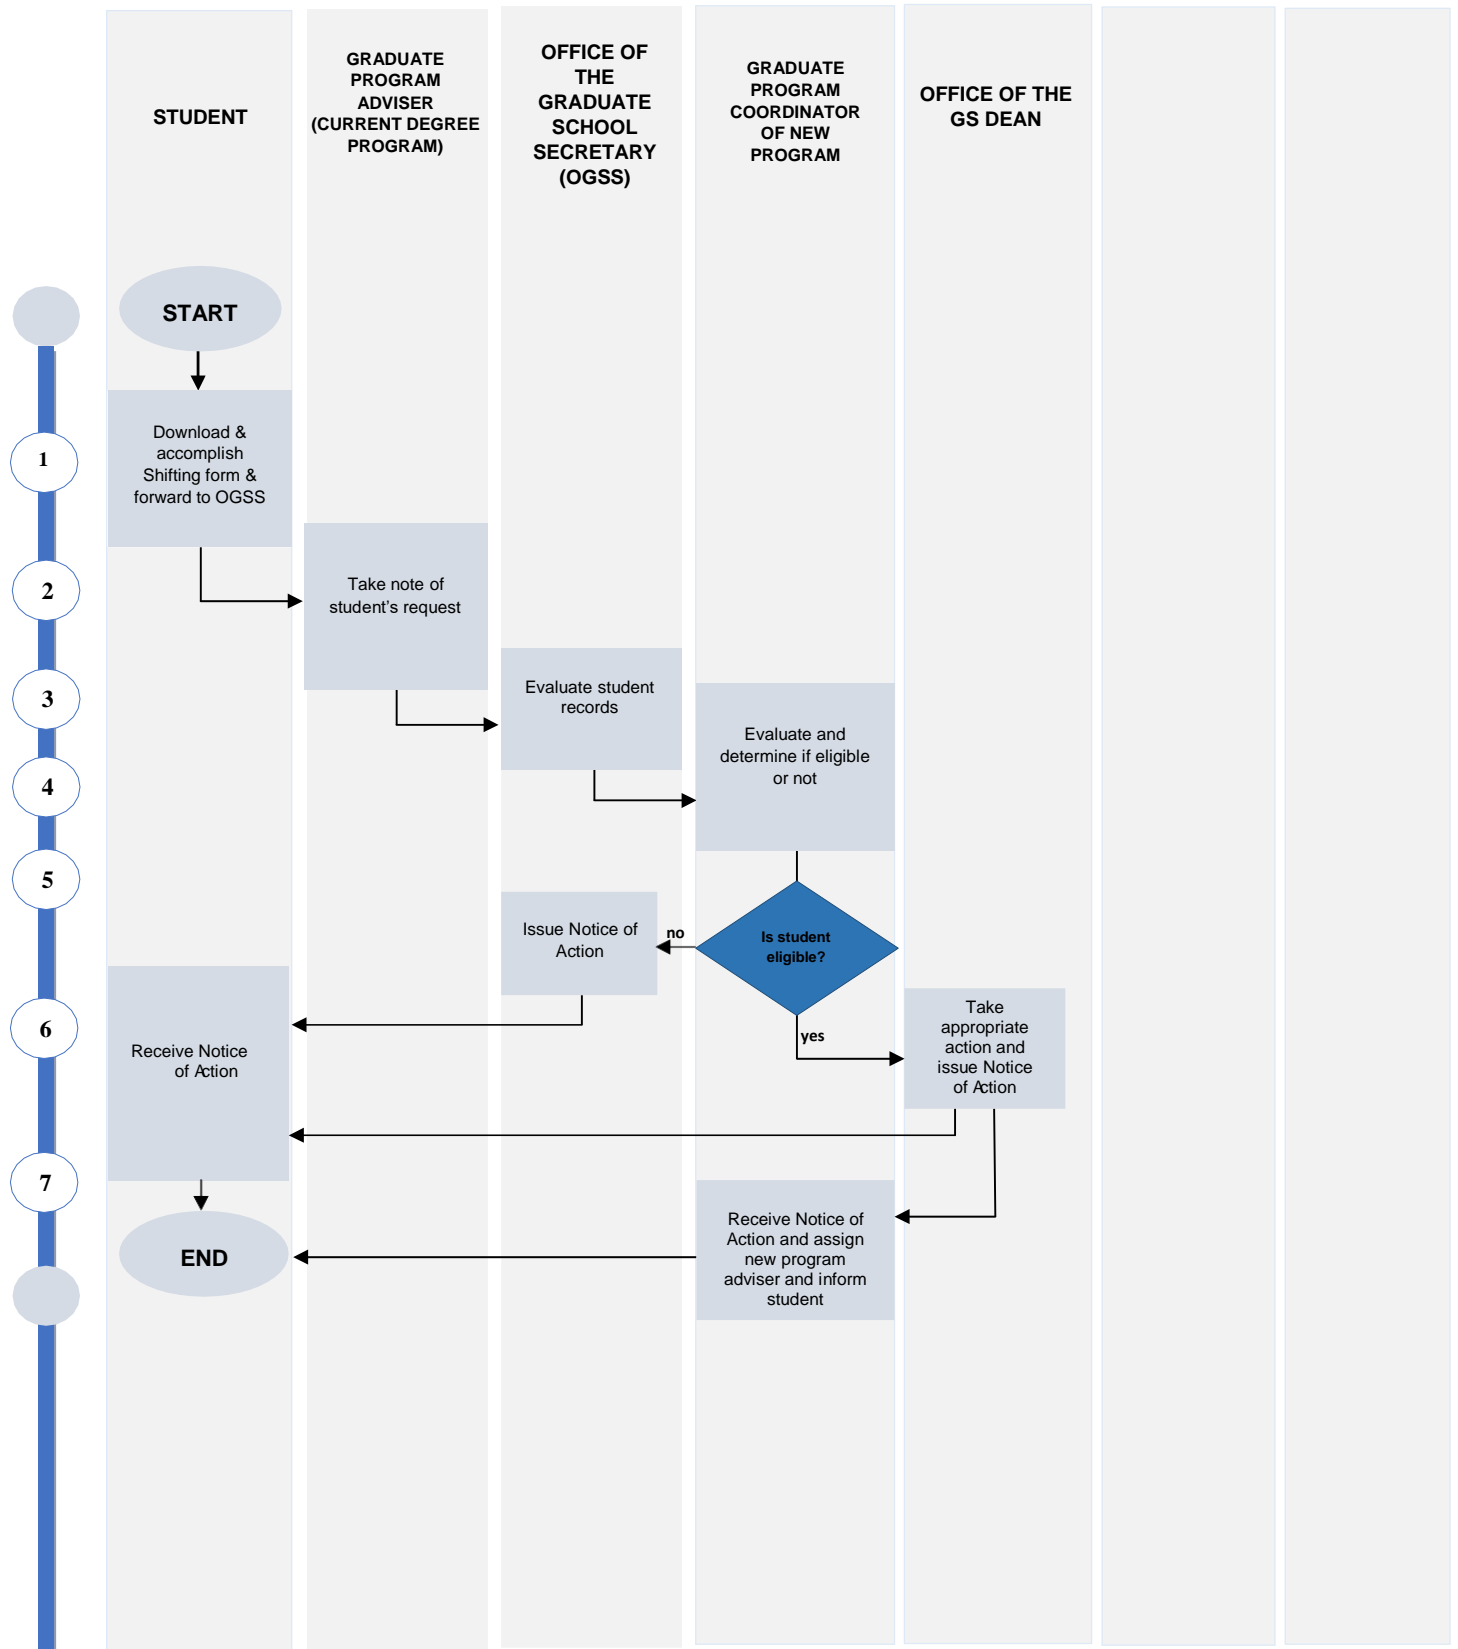 STUDENT
GRADUATE
PROGRAM
ADVISER
(CURRENT DEGREE
PROGRAM)
OFFICE OF
THE
GRADUATE
SCHOOL
SECRETARY
(OGSS)
GRADUATE
PROGRAM
COORDINATOR
OF NEW
PROGRAM
OFFICE OF THE
GS DEAN
START
1
Download &
accomplish
Shifting form &
forward to OGSS
2
Take note of
student's request
3
Evaluate student
records
4
Evaluate and
determine if eligible
or not
5
Issue Notice of
Action
no
Is student
eligible?
yes
6
Receive Notice
of Action
Take
appropriate
action and
issue Notice
of Action
7
Receive Notice of
Action and assign
new program
adviser and inform
student
END